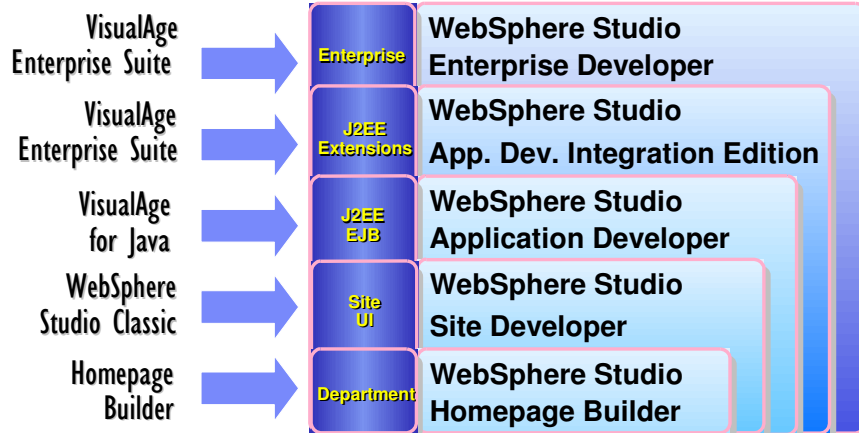 VisualAge
Enterprise Suite
Enterprise
WebSphere Studio
Enterprise Developer
VisualAge
Enterprise Suite
J2EE
Extensions
WebSphere Studio
App. Dev. Integration Edition
VisualAge
for Java
J2EE
EJB
WebSphere Studio
Application Developer
WebSphere
Studio Classic
Site
UI
WebSphere Studio
Site Developer
Homepage
Builder
Department
WebSphere Studio
Homepage Builder